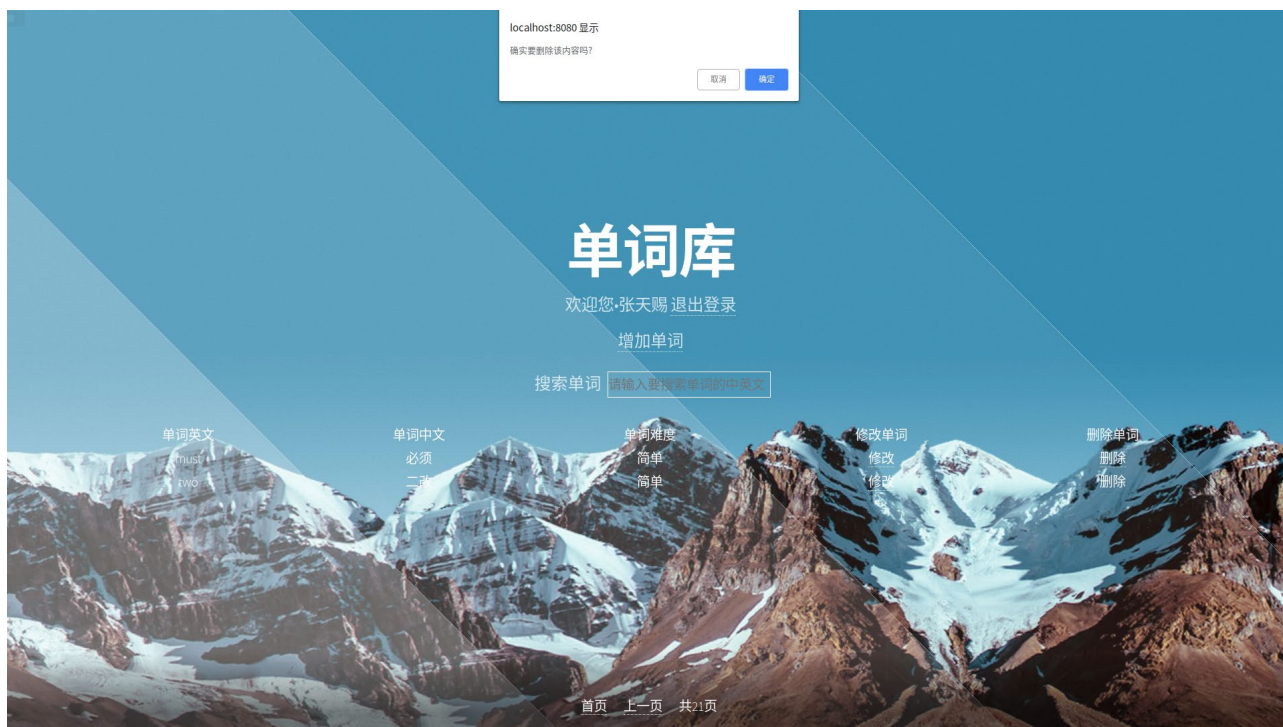 localhost:8080 显示
确实要删除该内容吗?
取消 确定
单词库
欢迎您•张天赐 退出登录
增加单词
搜索单词 请输入要搜索单词的中英文
单词英文 单词中文 单词难度 修改单词 删除单词
must 必须 简单 修改 删除
two 二改 简单 修改 删除
首页 上一页 共21页